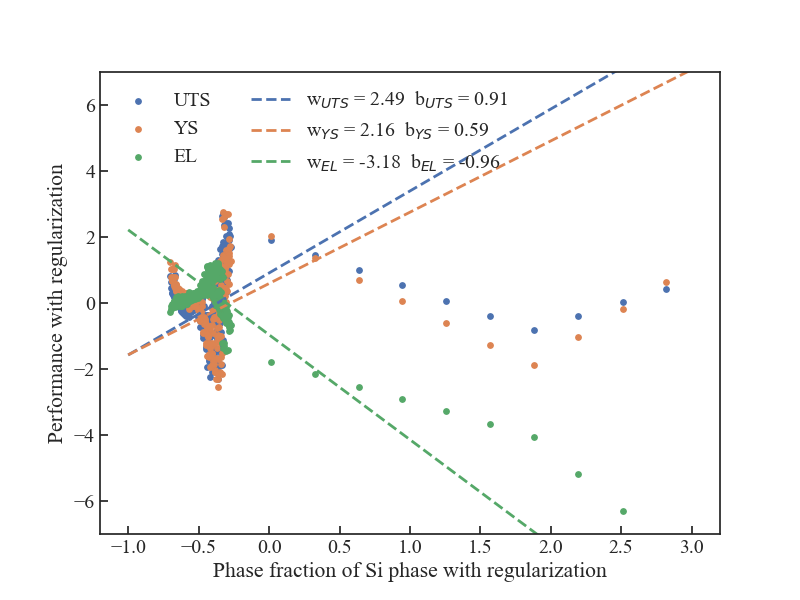 UTS
YS
EL
w_UTS = 2.49 b_UTS = 0.91
w_YS = 2.16 b_YS = 0.59
w_EL = -3.18 b_EL = -0.96
Performance with regularization
6
4
2
0
−2
−4
−6
−1.0 −0.5 0.0 0.5 1.0 1.5 2.0 2.5 3.0
Phase fraction of Si phase with regularization